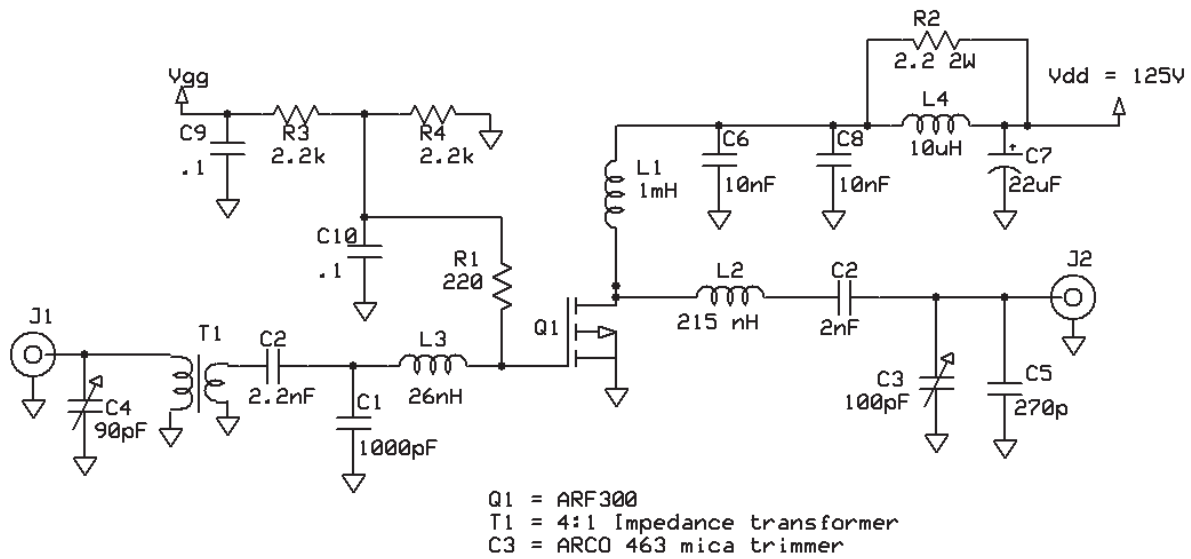 R2
2.2 2W
Vgg
Vdd = 125V
L4
10uH
C9
.1
R3
2.2k
R4
2.2k
C6
10nF
C8
10nF
+
C7
22uF
L1
1mH
C10
.1
R1
220
L2
215 nH
C2
2nF
J2
Q1
J1
T1
C2
2.2nF
L3
26nH
C4
90pF
C1
1000pF
C3
100pF
C5
270p
Q1 = ARF300
T1 = 4:1 Impedance transformer
C3 = ARCO 463 mica trimmer